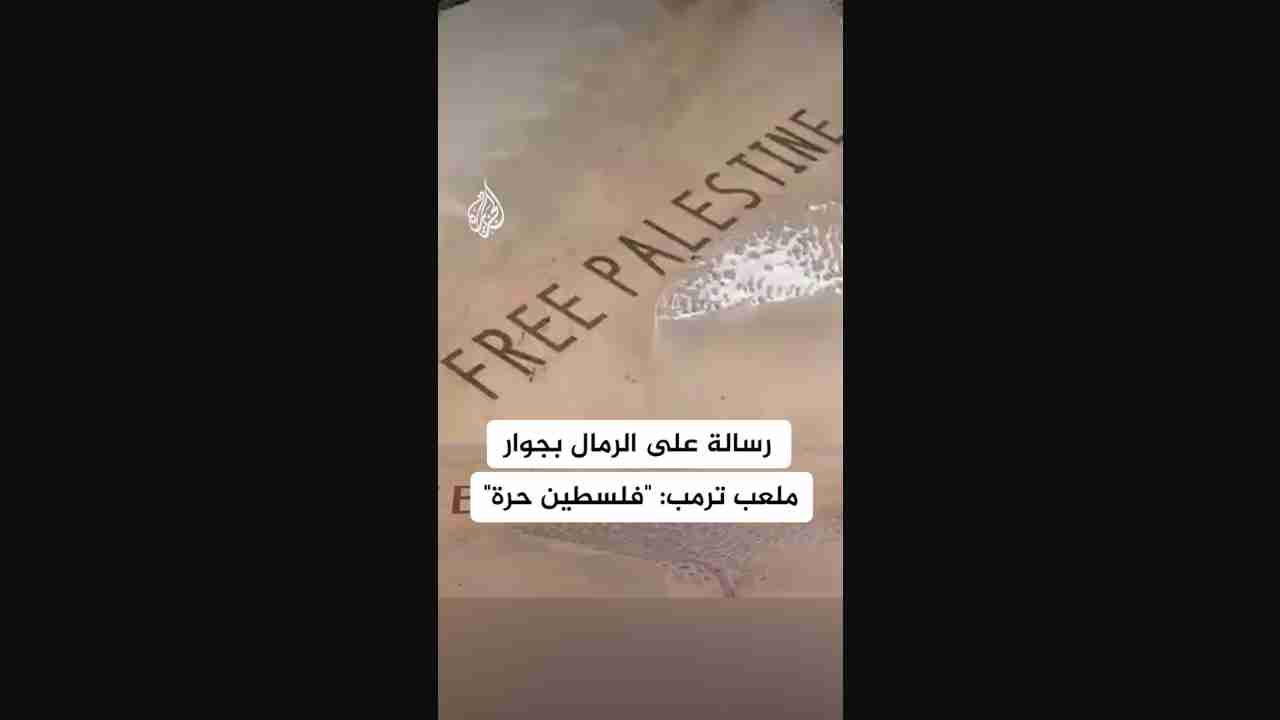 FREE PALESTINE
رسالة على الرمال بجوار
ملعب ترمب: "فلسطين حرة"